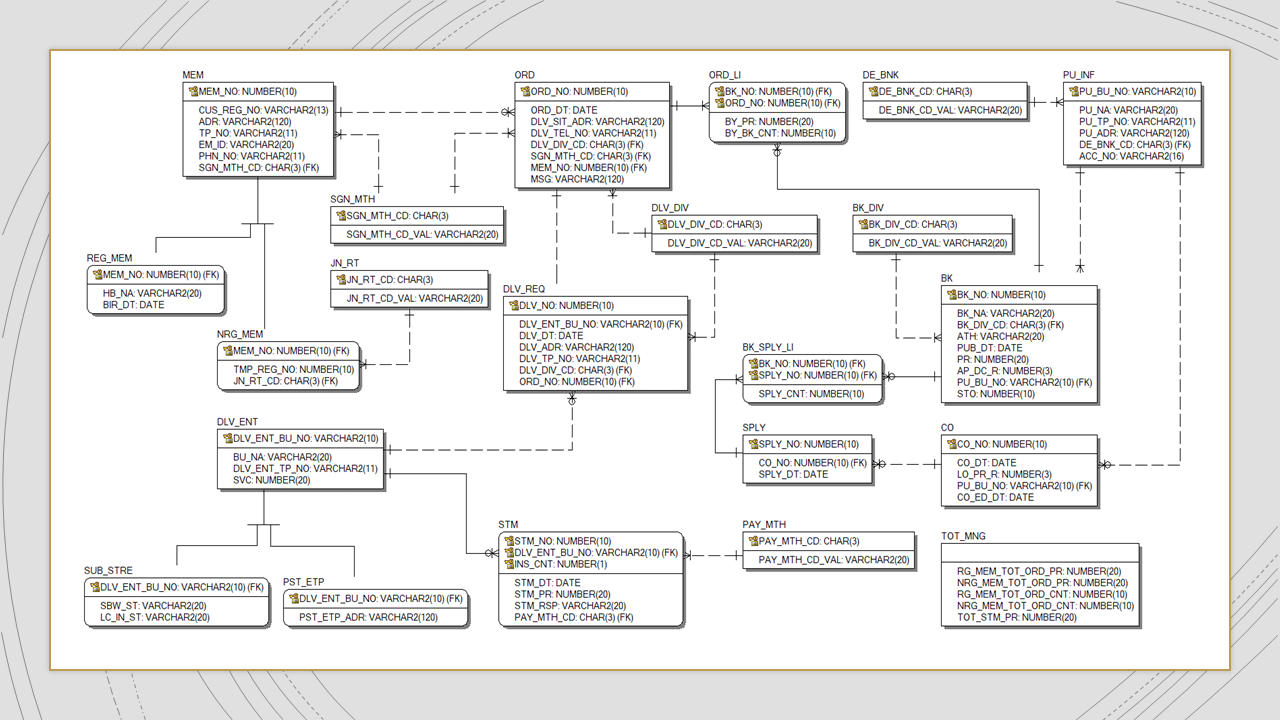 MEM
MEM_NO: NUMBER(10)
CUS_REG_NO: VARCHAR2(13)
ADR: VARCHAR2(120)
TP_NO: VARCHAR2(11)
EM_ID: VARCHAR2(20)
PHN_NO: VARCHAR2(11)
SGN_MTH_CD: CHAR(3) (FK)
ORD
ORD_NO: NUMBER(10)
ORD_DT: DATE
DLV_SIT_ADR: VARCHAR2(120)
DLV_TEL_NO: VARCHAR2(11)
DLV_DIV_CD: CHAR(3) (FK)
SGN_MTH_CD: CHAR(3) (FK)
MEM_NO: NUMBER(10) (FK)
MSG: VARCHAR2(120)
ORD_LI
BK_NO: NUMBER(10) (FK)
ORD_NO: NUMBER(10) (FK)
BY_PR: NUMBER(20)
BY_BK_CNT: NUMBER(10)
DE_BNK
DE_BNK_CD: CHAR(3)
DE_BNK_CD_VAL: VARCHAR2(20)
PU_INF
PU_BU_NO: VARCHAR2(10)
PU_NA: VARCHAR2(20)
PU_TP_NO: VARCHAR2(11)
PU_ADR: VARCHAR2(120)
DE_BNK_CD: CHAR(3) (FK)
ACC_NO: VARCHAR2(16)
SGN_MTH
SGN_MTH_CD: CHAR(3)
SGN_MTH_CD_VAL: VARCHAR2(20)
DLV_DIV
DLV_DIV_CD: CHAR(3)
DLV_DIV_CD_VAL: VARCHAR2(20)
BK_DIV
BK_DIV_CD: CHAR(3)
BK_DIV_CD_VAL: VARCHAR2(20)
REG_MEM
MEM_NO: NUMBER(10) (FK)
HB_NA: VARCHAR2(20)
BIR_DT: DATE
JN_RT
JN_RT_CD: CHAR(3)
JN_RT_CD_VAL: VARCHAR2(20)
DLV_REQ
DLV_NO: NUMBER(10)
DLV_ENT_BU_NO: VARCHAR2(10) (FK)
DLV_DT: DATE
DLV_ADR: VARCHAR2(120)
DLV_TP_NO: VARCHAR2(11)
DLV_DIV_CD: CHAR(3) (FK)
ORD_NO: NUMBER(10) (FK)
BK
BK_NO: NUMBER(10)
BK_NA: VARCHAR2(20)
BK_DIV_CD: CHAR(3) (FK)
ATH: VARCHAR2(20)
PUB_DT: DATE
PR: NUMBER(20)
AP_DC_R: NUMBER(3)
PU_BU_NO: VARCHAR2(10) (FK)
STO: NUMBER(10)
NRG_MEM
MEM_NO: NUMBER(10) (FK)
TMP_REG_NO: NUMBER(10)
JN_RT_CD: CHAR(3) (FK)
BK_SPLY_LI
BK_NO: NUMBER(10) (FK)
SPLY_NO: NUMBER(10) (FK)
SPLY_CNT: NUMBER(10)
DLV_ENT
DLV_ENT_BU_NO: VARCHAR2(10)
BU_NA: VARCHAR2(20)
DLV_ENT_TP_NO: VARCHAR2(11)
SVC: NUMBER(20)
SPLY
SPLY_NO: NUMBER(10)
CO_NO: NUMBER(10) (FK)
SPLY_DT: DATE
CO
CO_NO: NUMBER(10)
CO_DT: DATE
LO_PR_R: NUMBER(3)
PU_BU_NO: VARCHAR2(10) (FK)
CO_ED_DT: DATE
STM
STM_NO: NUMBER(10)
DLV_ENT_BU_NO: VARCHAR2(10) (FK)
INS_CNT: NUMBER(1)
STM_DT: DATE
STM_PR: NUMBER(20)
STM_RSP: VARCHAR2(20)
PAY_MTH_CD: CHAR(3) (FK)
PAY_MTH
PAY_MTH_CD: CHAR(3)
PAY_MTH_CD_VAL: VARCHAR2(20)
TOT_MNG
RG_MEM_TOT_ORD_PR: NUMBER(20)
NRG_MEM_TOT_ORD_PR: NUMBER(20)
RG_MEM_TOT_ORD_CNT: NUMBER(10)
NRG_MEM_TOT_ORD_CNT: NUMBER(10)
TOT_STM_PR: NUMBER(20)
SUB_STRE
DLV_ENT_BU_NO: VARCHAR2(10) (FK)
SBW_ST: VARCHAR2(20)
LC_IN_ST: VARCHAR2(20)
PST_ETP
DLV_ENT_BU_NO: VARCHAR2(10) (FK)
PST_ETP_ADR: VARCHAR2(120)